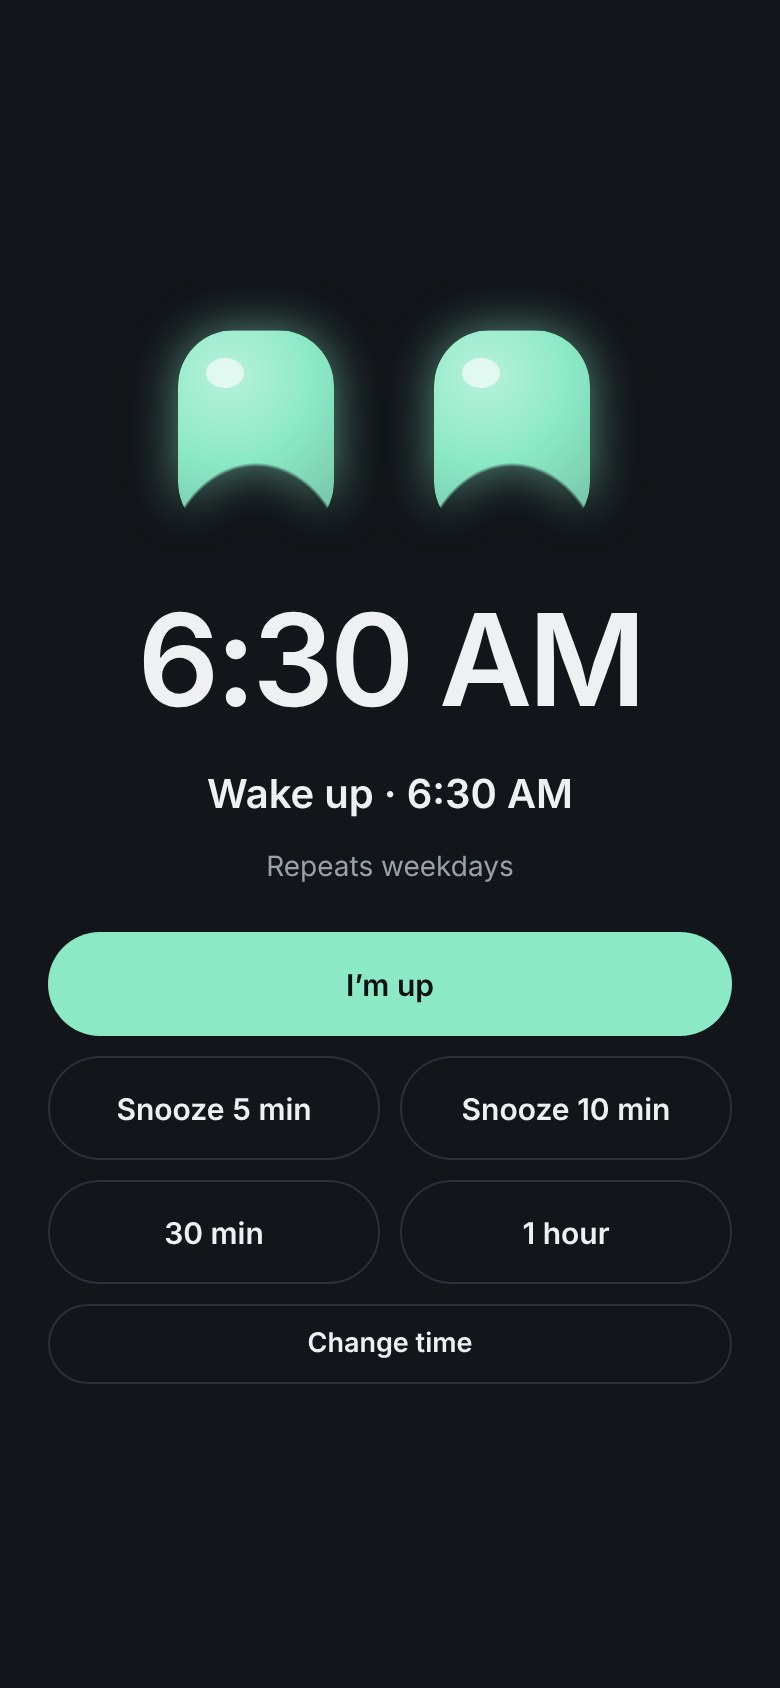 6:30 AM
Wake up · 6:30 AM
Repeats weekdays
I’m up
Snooze 5 min
Snooze 10 min
30 min
1 hour
Change time